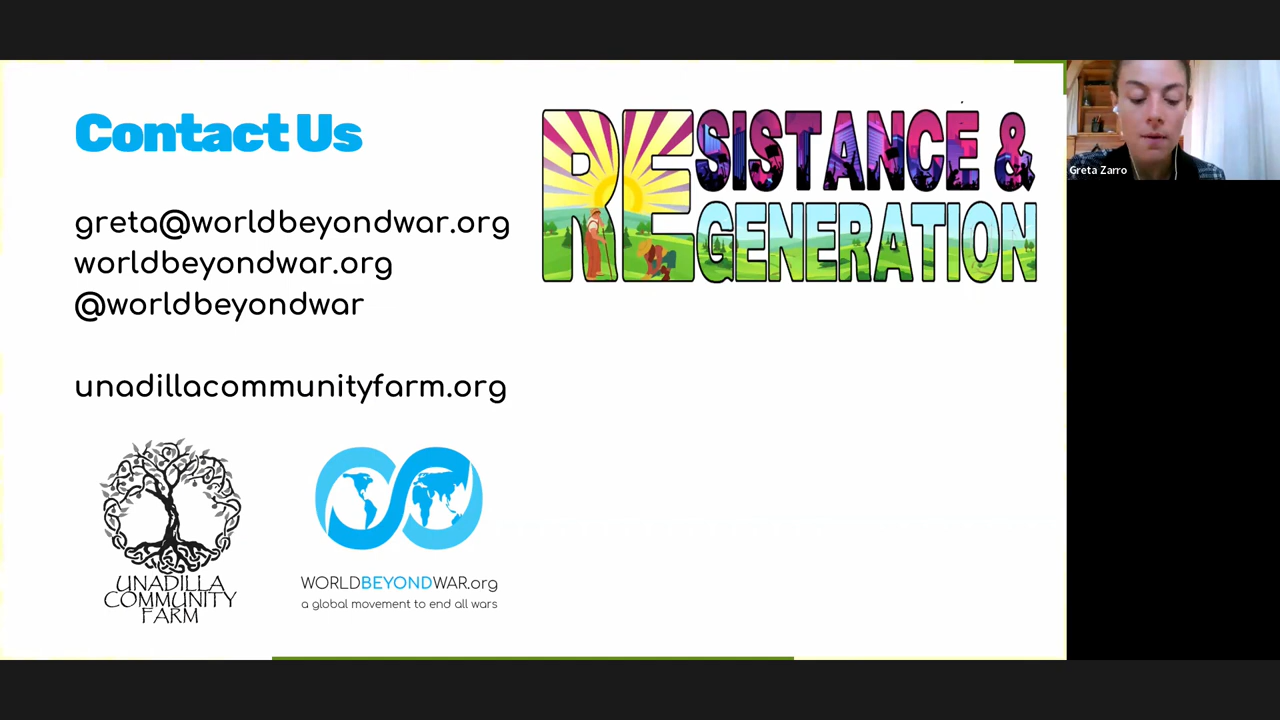 Contact Us
greta@worldbeyondwar.org
worldbeyondwar.org
@worldbeyondwar
unadillacommunityfarm.org
UNADILLA
COMMUNITY
FARM
WORLDBEYONDWAR.org
a global movement to end all wars
RESISTANCE &
REGENERATION
Greta Zarro